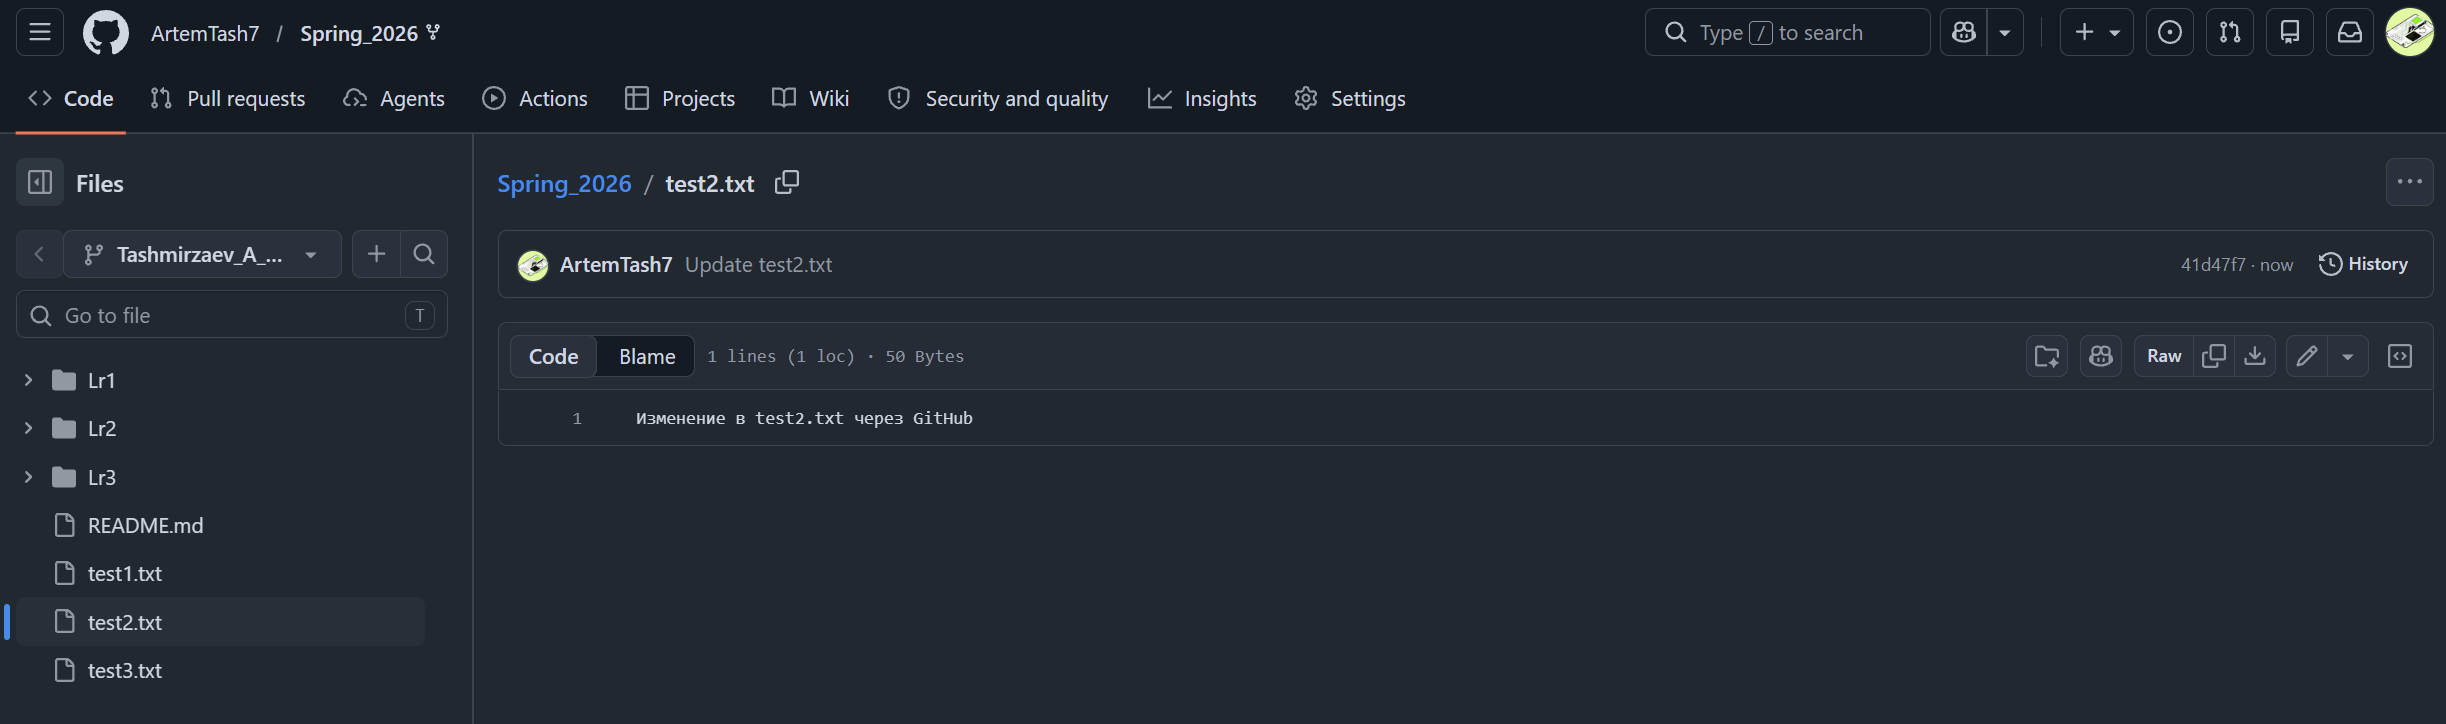 ArtemTash7 / Spring_2026
Type / to search
Code
Pull requests
Agents
Actions
Projects
Wiki
Security and quality
Insights
Settings
Files
Spring_2026 / test2.txt
Tashmirzaev_A_...
ArtemTash7 Update test2.txt
41d47f7 · now
History
Go to file
T
Code
Blame
1 lines (1 loc) · 50 Bytes
Raw
Lr1
1 Изменение в test2.txt через GitHub
Lr2
Lr3
README.md
test1.txt
test2.txt
test3.txt